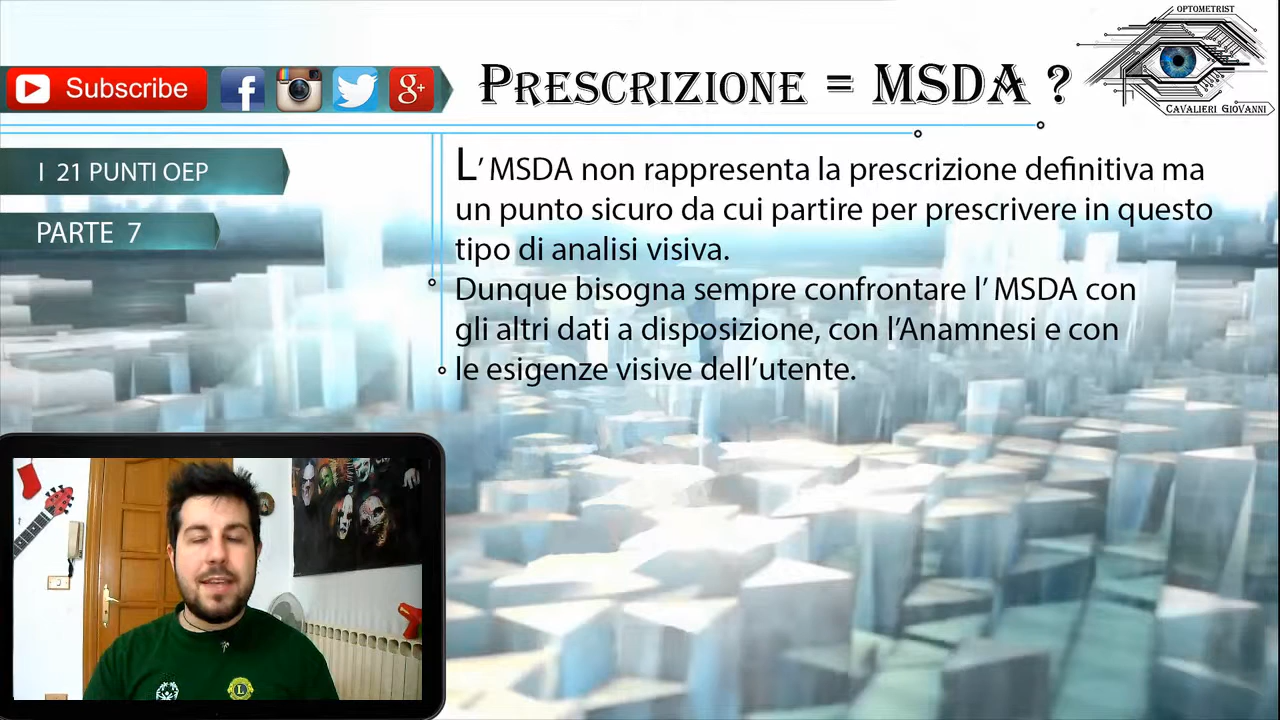 OPTOMETRIST
CAVALIERI GIOVANNI
Subscribe
PRESCRIZIONE = MSDA ?
I 21 PUNTI OEP
PARTE 7
L' MSDA non rappresenta la prescrizione definitiva ma
un punto sicuro da cui partire per prescrivere in questo
tipo di analisi visiva.
Dunque bisogna sempre confrontare l' MSDA con
gli altri dati a disposizione, con l'Anamnesi e con
le esigenze visive dell'utente.